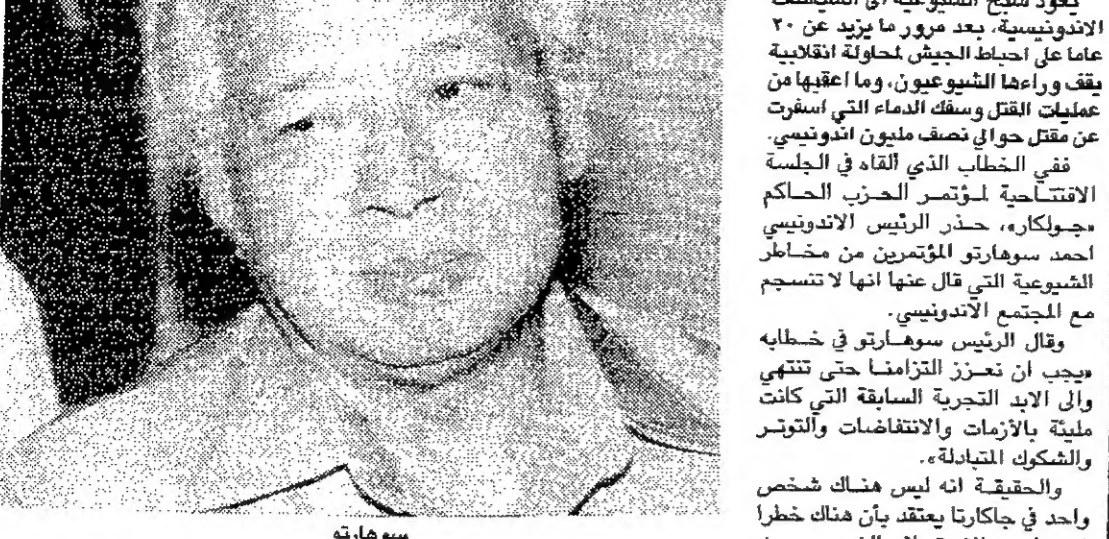 يعود شبح الشيوعية الى السياسة
الاندونيسية، بعد مرور ما يزيد عن ٢٠
عاما على احباط الجيش لمحاولة انقلابية
يقف وراءها الشيوعيون، وما اعقبها من
عمليات القتل وسفك الدماء التي اسفرت
عن مقتل حوالي نصف مليون اندونيسي.
ففي الخطاب الذي ألقاه في الجلسة
الافتتاحية لمؤتمر الحزب الحاكم
«جولكار»، حذر الرئيس الاندونيسي
احمد سوهارتو المؤتمرين من مخاطر
الشيوعية التي قال عنها انها لا تنسجم
مع المجتمع الاندونيسي.
وقال الرئيس سوهارتو في خطابه
«يجب ان نعزز التزامنا حتى تنتهي
والى الابد التجربة السابقة التي كانت
مليئة بالأزمات والانتفاضات والتوتر
والشكوك المتبادلة».
والحقيقة انه ليس هناك شخص
واحد في جاكارتا يعتقد بأن هناك خطرا
سوهارتو